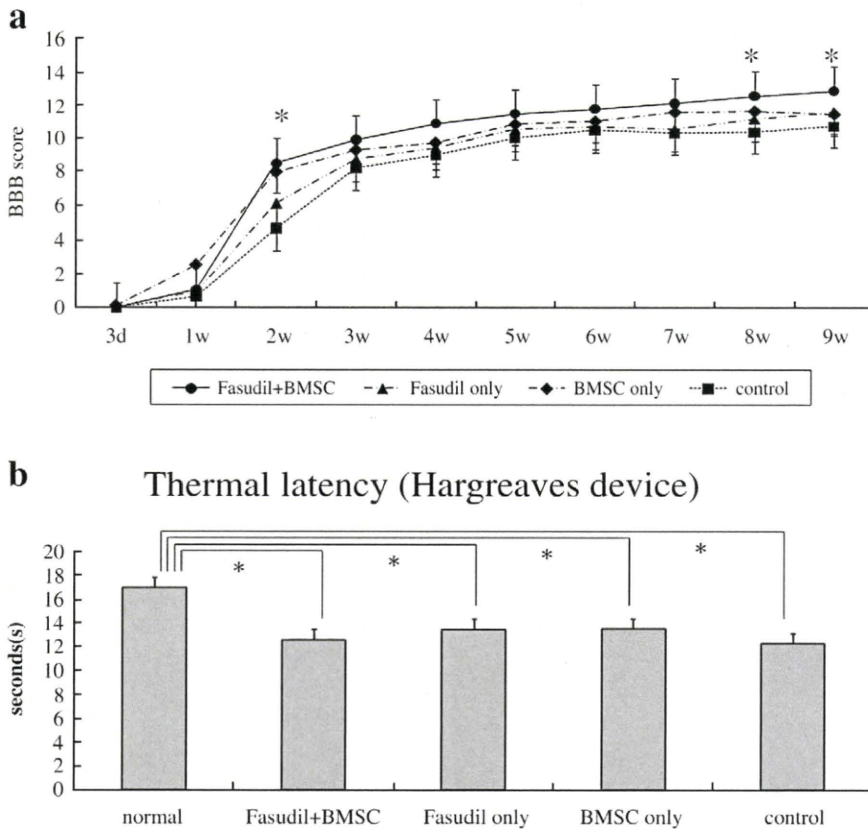 a
16
14
12
10
8
6
4
2
0
BBB score
*
*
*
3d 1w 2w 3w 4w 5w 6w 7w 8w 9w
Fasudil+BMSC Fasudil only BMSC only control
b
Thermal latency (Hargreaves device)
20
18
16
14
12
10
8
6
4
2
0
seconds(s)
* * * *
normal Fasudil+BMSC Fasudil only BMSC only control